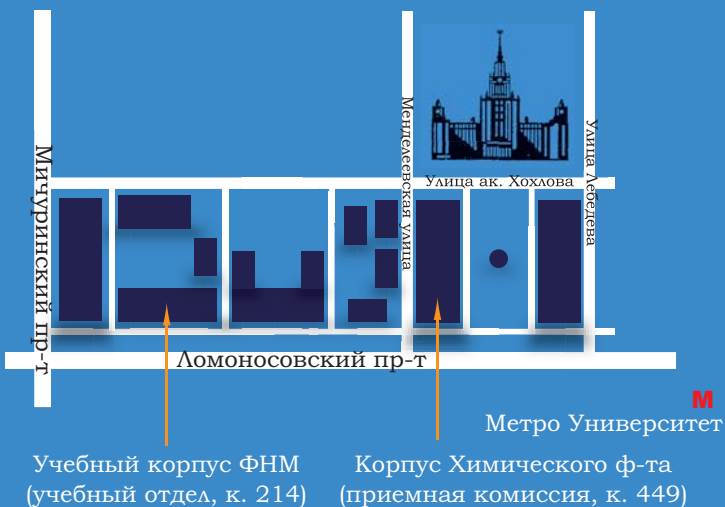 Мичуринский пр-т
Менделеевская улица
Улица Лебедева
Улица ак. Хохлова
Ломоносовский пр-т
М
Метро Университет
Учебный корпус ФНМ
(учебный отдел, к. 214)
Корпус Химического ф-та
(приемная комиссия, к. 449)